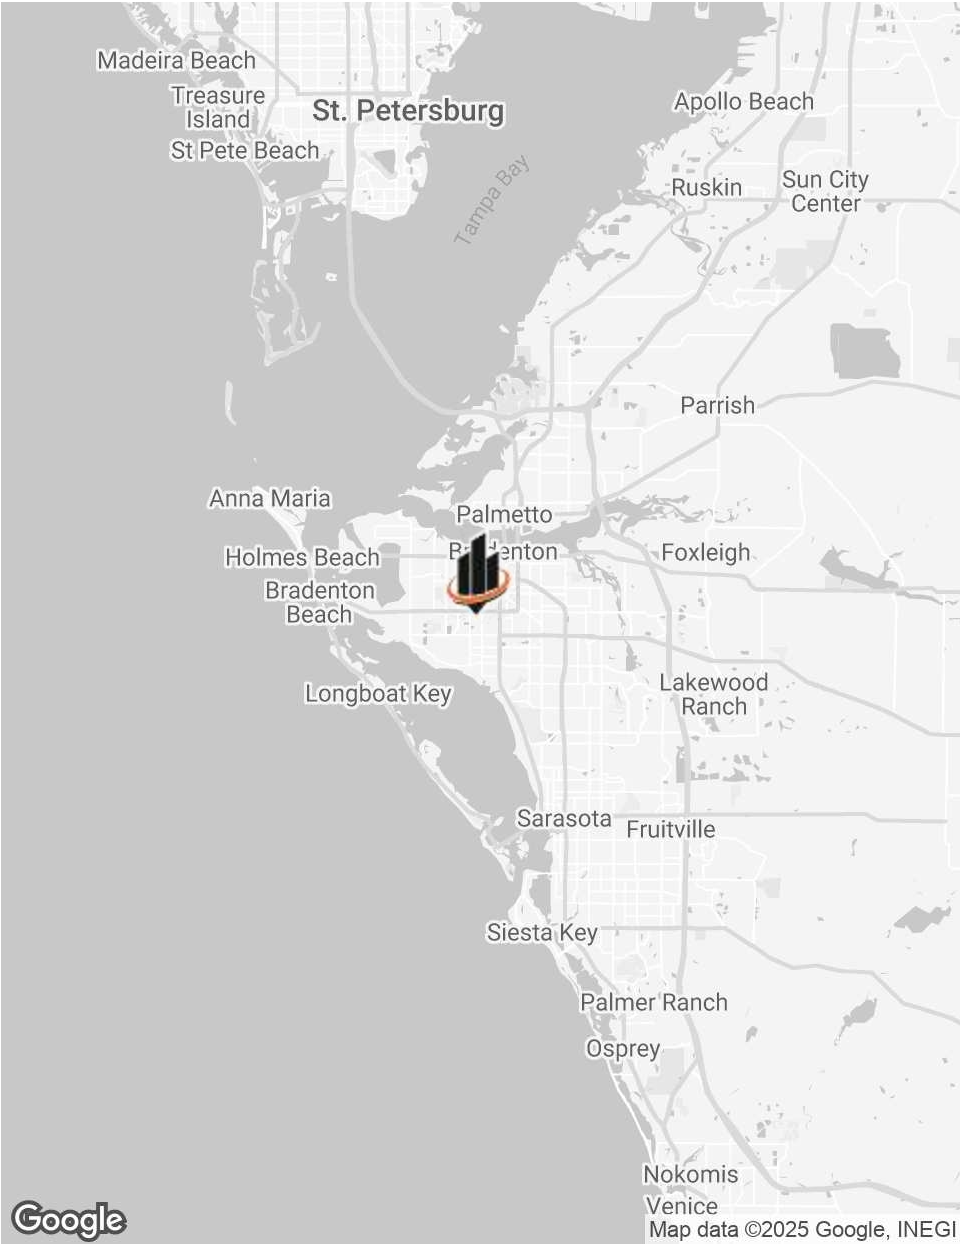 Madeira Beach
Treasure
Island
St. Petersburg
Apollo Beach
St Pete Beach
Tampa Bay
Ruskin
Sun City
Center
Parrish
Anna Maria
Palmetto
Bradenton
Holmes Beach
Foxleigh
Bradenton
Beach
Longboat Key
Lakewood
Ranch
Sarasota
Fruitville
Siesta Key
Palmer Ranch
Osprey
Nokomis
Venice
Google
Map data ©2025 Google, INEGI